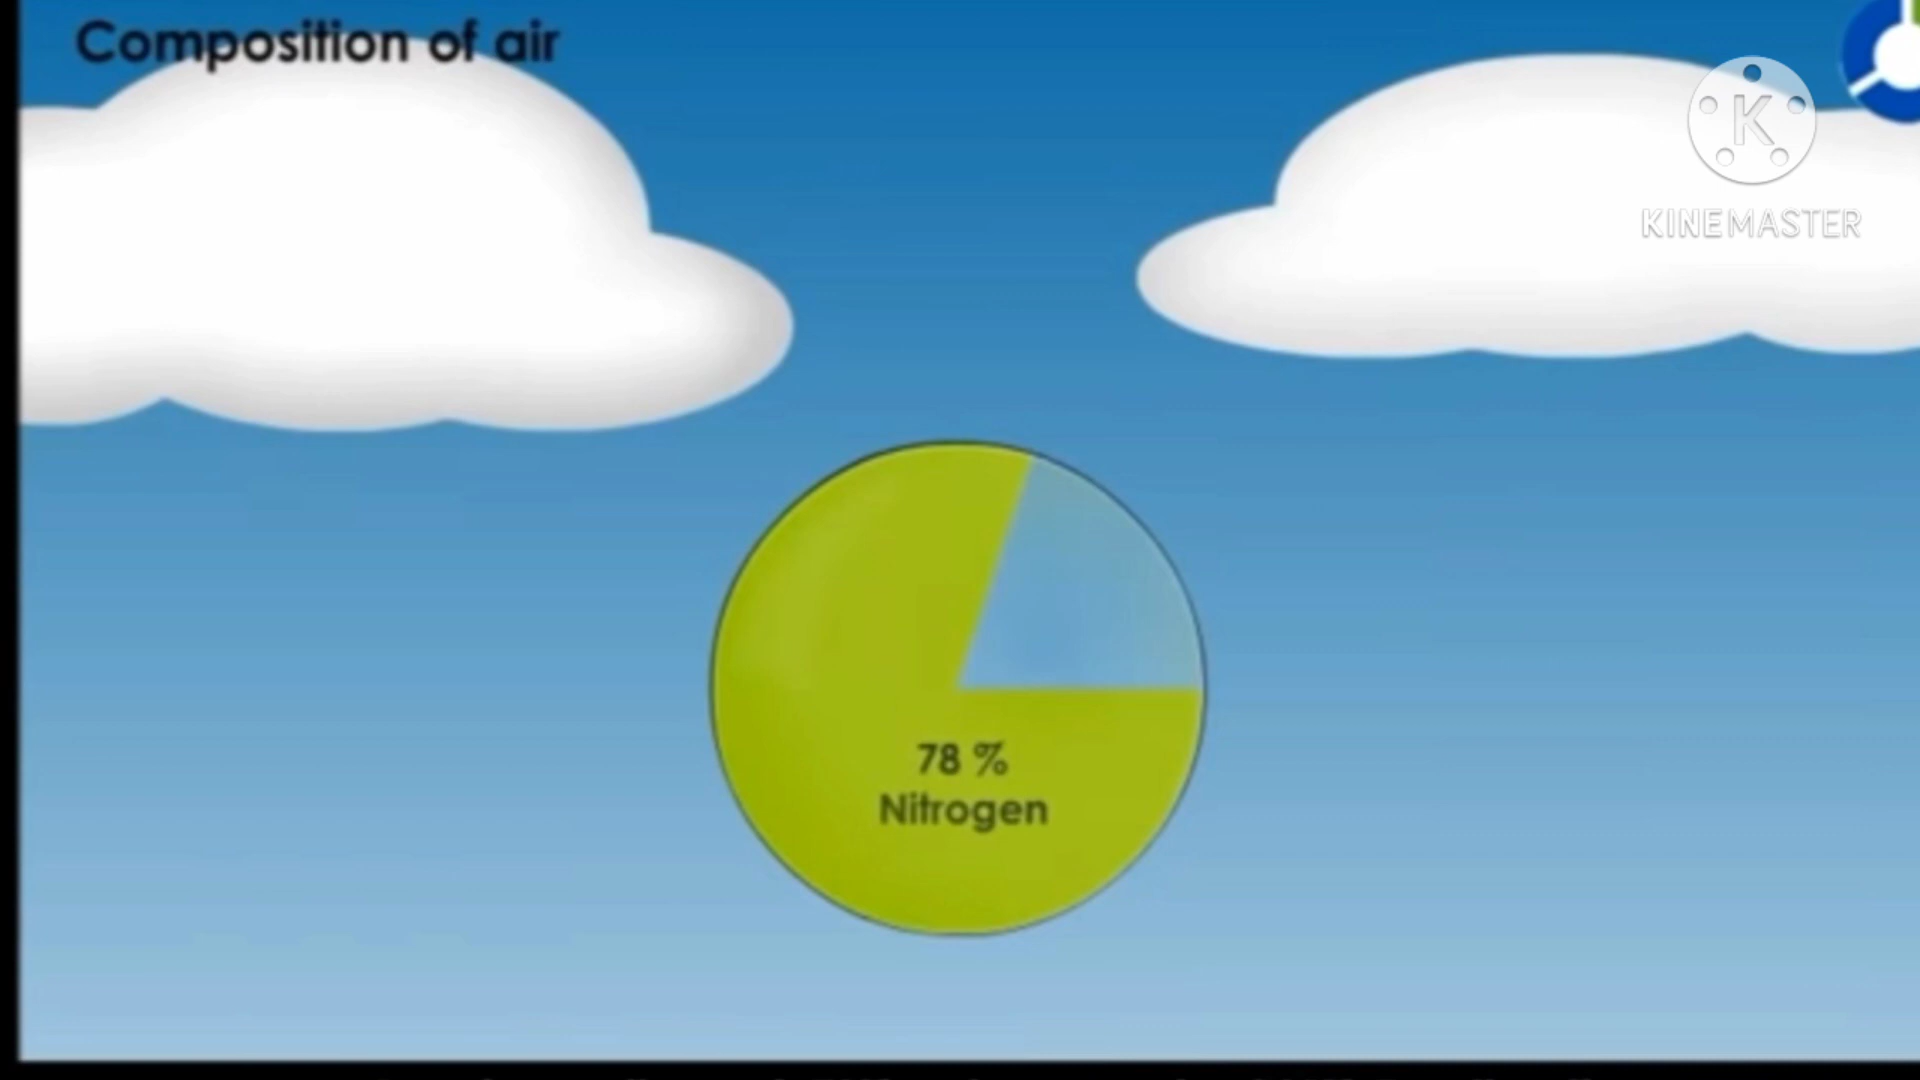 Composition of air
K
KINEMASTER
78 %
Nitrogen